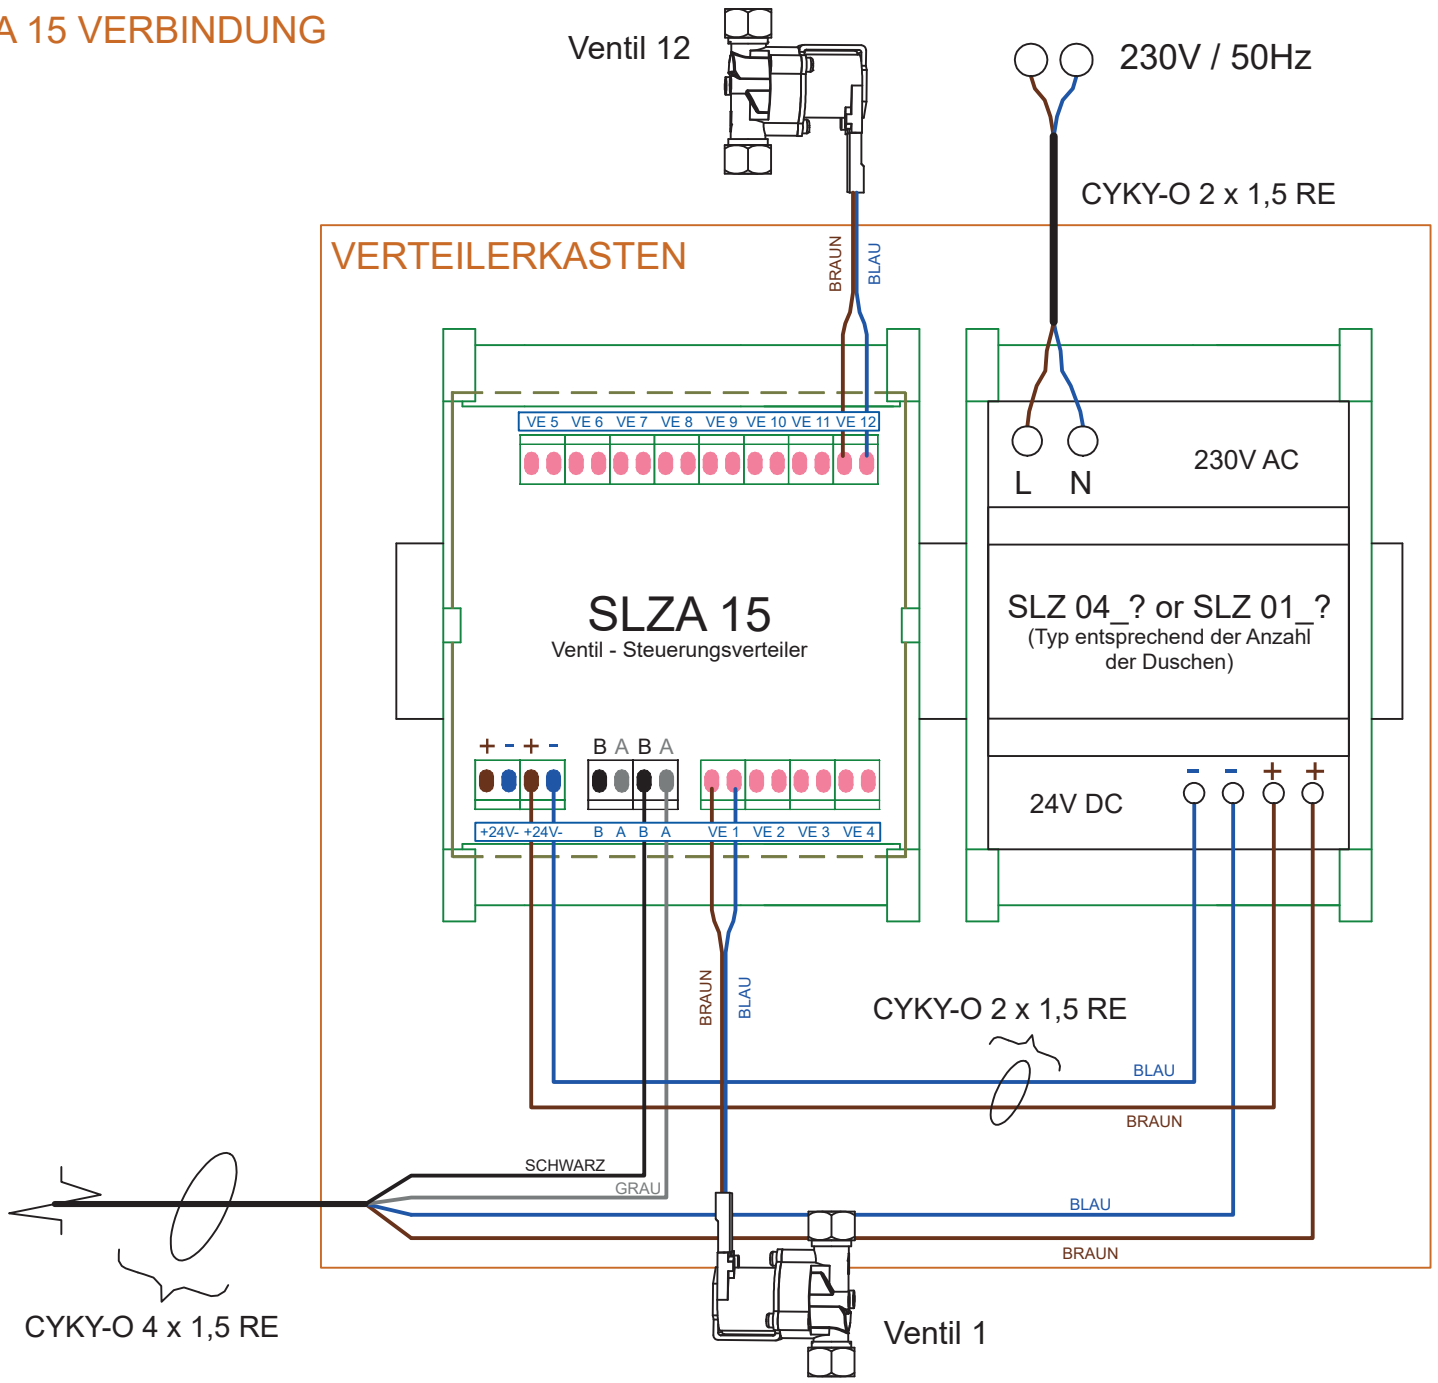 A 15 VERBINDUNG
Ventil 12
230V / 50Hz
CYKY-O 2 x 1,5 RE
VERTEILERKASTEN
BRAUN
BLAU
VE 5 VE 6 VE 7 VE 8 VE 9 VE 10 VE 11 VE 12
L N
230V AC
SLZA 15
Ventil - Steuerungsverteiler
SLZ 04_? or SLZ 01_?
(Typ entsprechend der Anzahl
der Duschen)
+ - + -
B A B A
+24V- +24V- B A B A VE 1 VE 2 VE 3 VE 4
24V DC
- - + +
BRAUN
BLAU
CYKY-O 2 x 1,5 RE
BLAU
BRAUN
SCHWARZ
GRAU
BLAU
BRAUN
CYKY-O 4 x 1,5 RE
Ventil 1